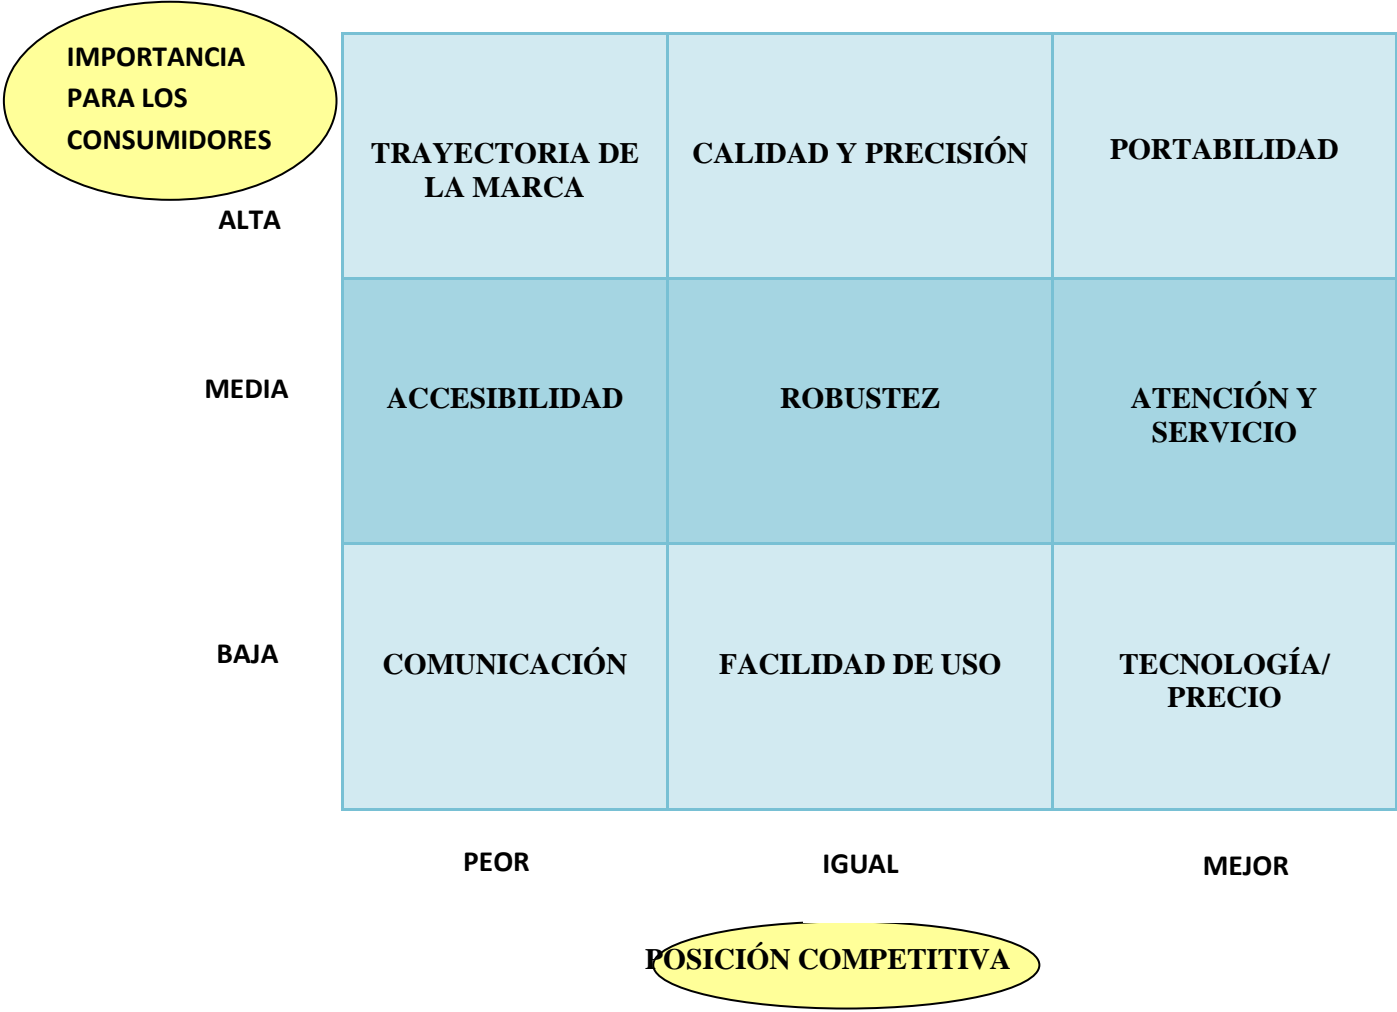 IMPORTANCIA
PARA LOS
CONSUMIDORES
ALTA
TRAYECTORIA DE
LA MARCA
CALIDAD Y PRECISIÓN
PORTABILIDAD
MEDIA
ACCESIBILIDAD
ROBUSTEZ
ATENCIÓN Y
SERVICIO
BAJA
COMUNICACIÓN
FACILIDAD DE USO
TECNOLOGÍA/
PRECIO
PEOR
IGUAL
MEJOR
POSICIÓN COMPETITIVA